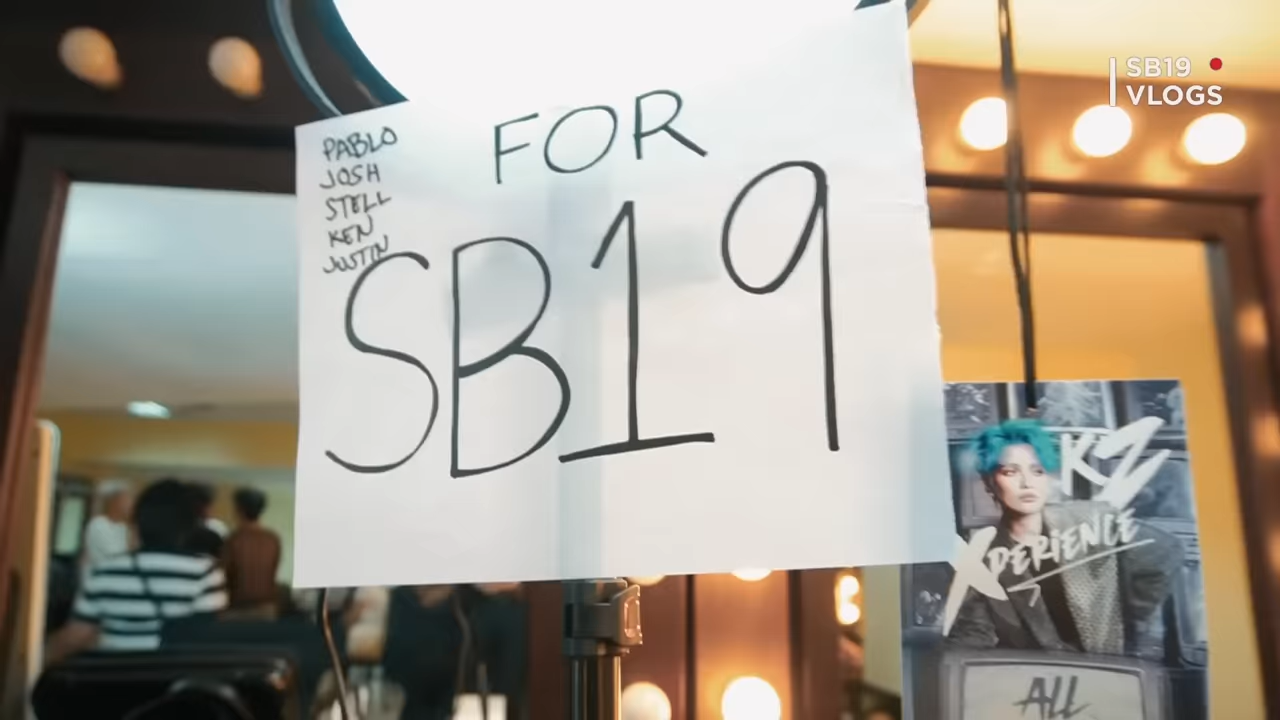 SB19
VLOGS
PABLO
JOSH
STELL
KEN
JUSTIN
FOR
SB19
KZ
XPERIENCE
ALL